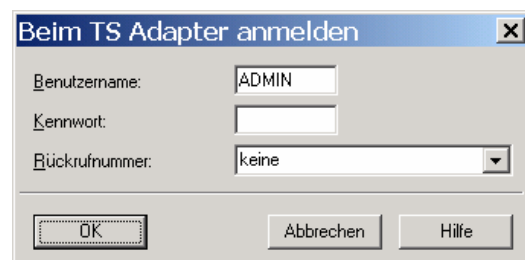 Beim TS Adapter anmelden
Benutzername: ADMIN
Kennwort:
Rückrufnummer: keine
OK Abbrechen Hilfe